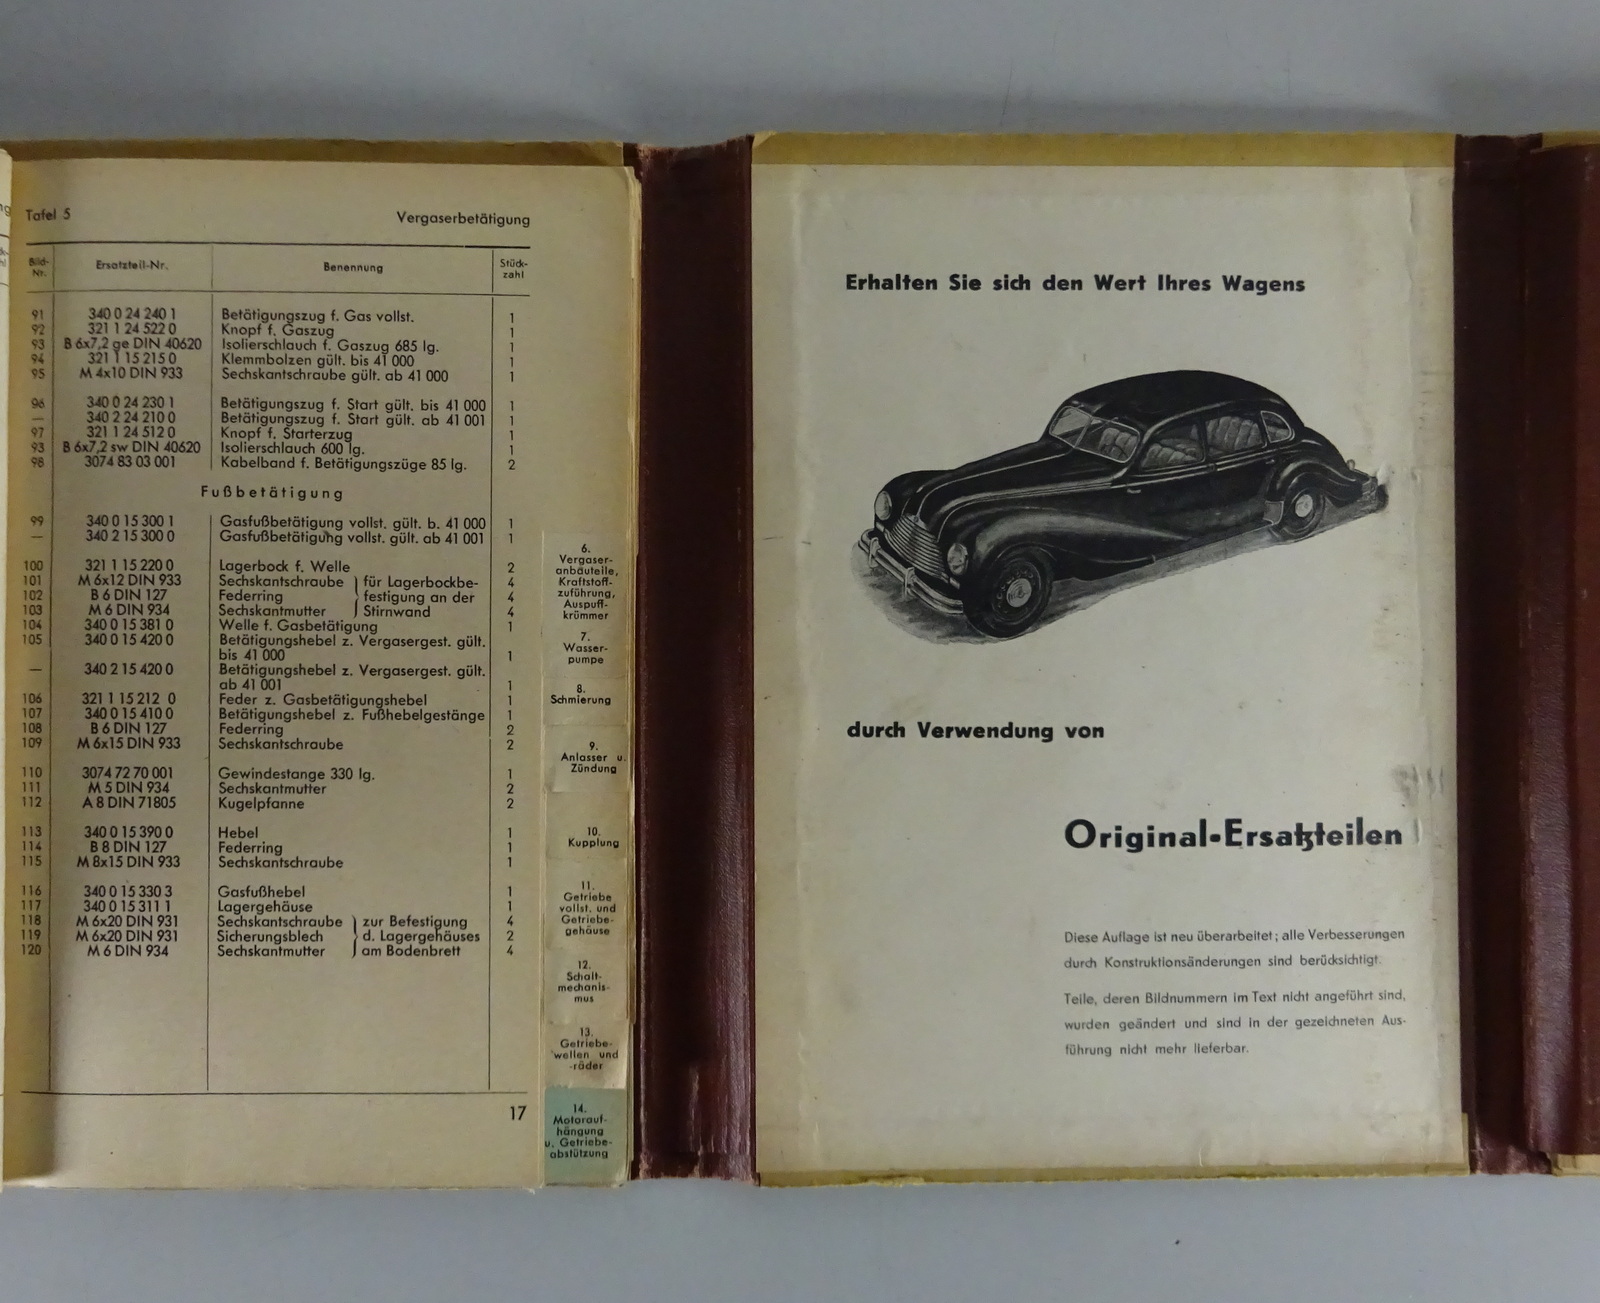 Tafel 5 Vergaserbetätigung
Bild-Nr. Ersatzteil-Nr. Benennung Stück-zahl
91 340 0 24 240 1 Betätigungszug f. Gas vollst. 1
92 321 1 24 522 0 Knopf f. Gaszug 1
93 B 6x7,2 ge DIN 40620 Isolierschlauch f. Gaszug 685 lg. 1
94 321 1 15 215 0 Klemmbolzen gült. bis 41 000 1
95 M 4x10 DIN 933 Sechskantschraube gült. ab 41 000 1
96 340 0 24 230 1 Betätigungszug f. Start gült. bis 41 000 1
— 340 2 24 210 0 Betätigungszug f. Start gült. ab 41 001 1
97 321 1 24 512 0 Knopf f. Starterzug 1
93 B 6x7,2 sw DIN 40620 Isolierschlauch 600 lg. 1
98 3074 83 03 001 Kabelband f. Betätigungszüge 85 lg. 2
Fußbetätigung
99 340 0 15 300 1 Gasfußbetätigung vollst. gült. b. 41 000 1
— 340 2 15 300 0 Gasfußbetätigung vollst. gült. ab 41 001 1
100 321 1 15 220 0 Lagerbock f. Welle 2
101 M 6x12 DIN 933 Sechskantschraube für Lagerbockbe- 4
102 B 6 DIN 127 Federring festigung an der 4
103 M 6 DIN 934 Sechskantmutter Stirnwand 4
104 340 0 15 381 0 Welle f. Gasbetätigung 1
105 340 0 15 420 0 Betätigungshebel z. Vergasergest. gült.
bis 41 000 1
— 340 2 15 420 0 Betätigungshebel z. Vergasergest. gült.
ab 41 001 1
106 321 1 15 212 0 Feder z. Gasbetätigungshebel 1
107 340 0 15 410 0 Betätigungshebel z. Fußhebelgestänge 1
108 B 6 DIN 127 Federring 2
109 M 6x15 DIN 933 Sechskantschraube 2
110 3074 72 70 001 Gewindestange 330 lg. 1
111 M 5 DIN 934 Sechskantmutter 2
112 A 8 DIN 71805 Kugelpfanne 2
113 340 0 15 390 0 Hebel 1
114 B 8 DIN 127 Federring 1
115 M 8x15 DIN 933 Sechskantschraube 1
116 340 0 15 330 3 Gasfußhebel 1
117 340 0 15 311 1 Lagergehäuse 1
118 M 6x20 DIN 931 Sechskantschraube zur Befestigung 4
119 M 6x20 DIN 931 Sicherungsblech d. Lagergehäuses 2
120 M 6 DIN 934 Sechskantmutter am Bodenbrett 4
17
6.
Vergaser-
anbäuteile,
Kraftstoff-
zuführung,
Auspuff-
krümmer
7.
Wasser-
pumpe
8.
Schmierung
9.
Anlasser u.
Zündung
10.
Kupplung
11.
Getriebe
vollst. und
Getriebe-
gehäuse
12.
Schalt-
mechanis-
mus
13.
Getriebe-
wellen und
-räder
14.
Motorauf-
hängung
u. Getriebe-
abstützung
Erhalten Sie sich den Wert Ihres Wagens
durch Verwendung von
Original-Ersatzteilen
Diese Auflage ist neu überarbeitet; alle Verbesserungen
durch Konstruktionsänderungen sind berücksichtigt.
Teile, deren Bildnummern im Text nicht angeführt sind,
wurden geändert und sind in der gezeichneten Aus-
führung nicht mehr lieferbar.